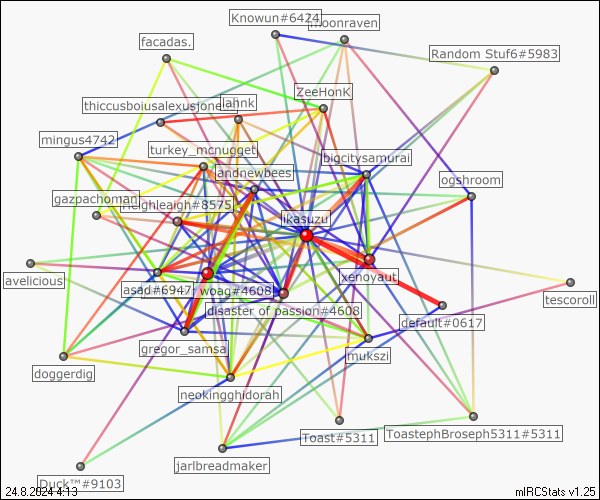 Knowun#6424
moonraven
facadas.
Random Stuf6#5983
ZeeHonK
thiccusboiusalexusjones
lahnk
mingus4742
turkey_mcnugget
bigcitysamurai
andnewbees
ogshroom
gazpachoman
#8575
likasuzu
avelicious
xenoyaut
asad#6947
woag#4608
tescoroll
disaster of passion#4608
default#0617
gregor_samsa
mukszi
doggerdig
neokingghidorah
Toast#5311
ToastephBroseph5311#5311
jarlbreadmaker
Duck™#9103
24.8.2024 4:13
mIRCStats v1.25